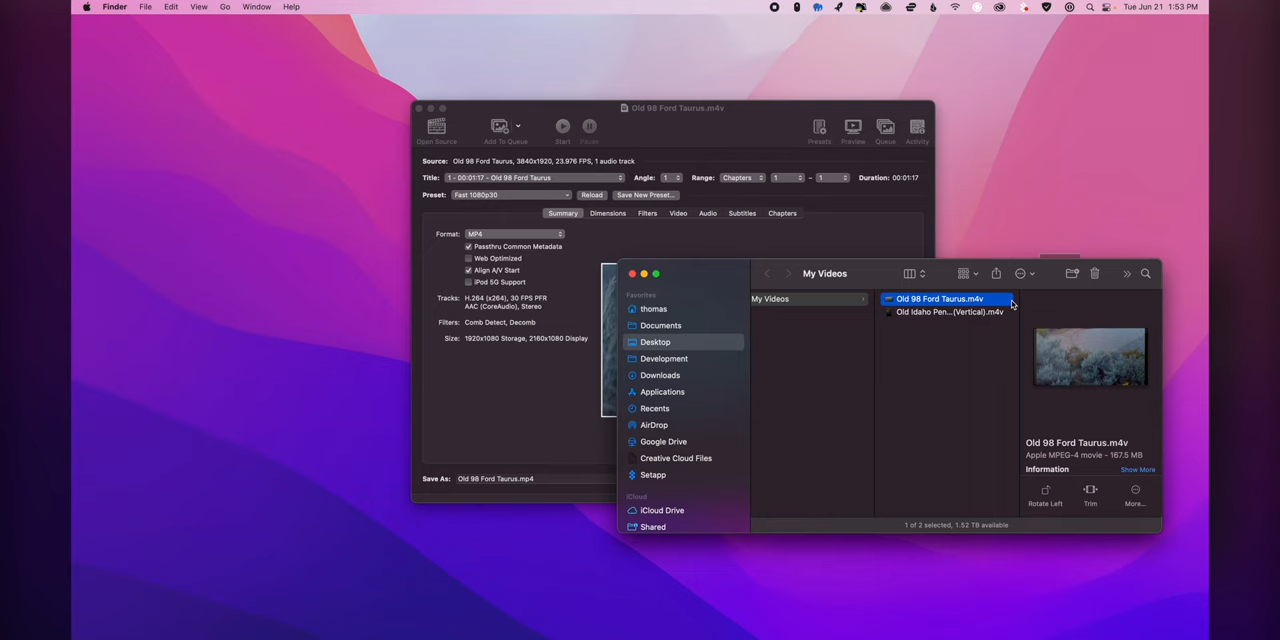 Finder File Edit View Go Window Help Tue Jun 21 1:53 PM
Old 98 Ford Taurus.m4v
Open Source Add To Queue Start Pause Presets Preview Queue Activity
Source: Old 98 Ford Taurus, 3840x1920, 23.976 FPS, 1 audio track
Title: 1 - 00:01:17 - Old 98 Ford Taurus Angle: 1 Range: Chapters 1 – 1 Duration: 00:01:17
Preset: Fast 1080p30 Reload Save New Preset...
Summary Dimensions Filters Video Audio Subtitles Chapters
Format: MP4
Passthru Common Metadata
Web Optimized
Align A/V Start
iPod 5G Support
Tracks: H.264 (x264), 30 FPS PFR
AAC (CoreAudio), Stereo
Filters: Comb Detect, Decomb
Size: 1920x1080 Storage, 2160x1080 Display
Save As: Old 98 Ford Taurus.mp4
My Videos
Favorites
thomas
Documents
Desktop
Development
Downloads
Applications
Recents
AirDrop
Google Drive
Creative Cloud Files
Setapp
iCloud
iCloud Drive
Shared
My Videos
Old 98 Ford Taurus.m4v
Old Idaho Pen...(Vertical).m4v
Old 98 Ford Taurus.m4v
Apple MPEG-4 movie - 167.5 MB
Information Show More
Rotate Left Trim More...
1 of 2 selected, 1.52 TB available